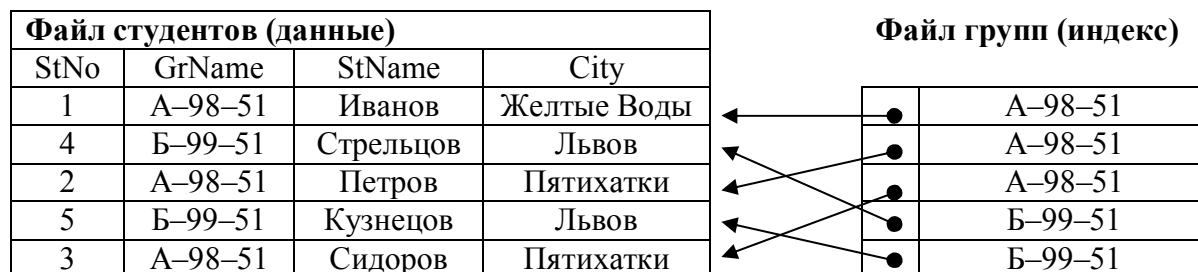 Файл студентов (данные) Файл групп (индекс)
StNo GrName StName City
1 А–98–51 Иванов Желтые Воды А–98–51
4 Б–99–51 Стрельцов Львов А–98–51
2 А–98–51 Петров Пятихатки А–98–51
5 Б–99–51 Кузнецов Львов Б–99–51
3 А–98–51 Сидоров Пятихатки Б–99–51